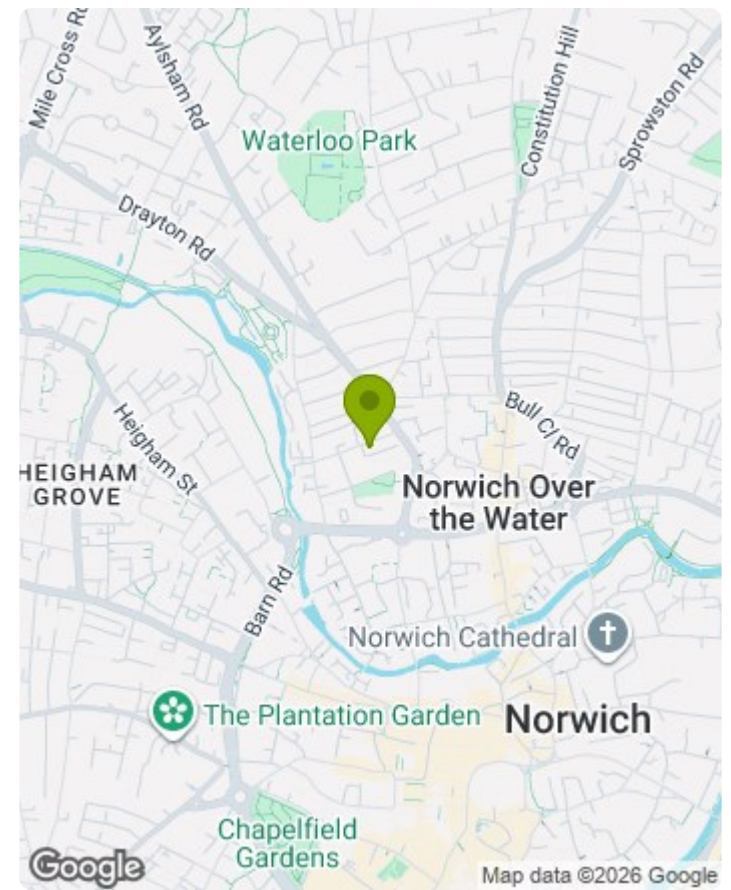 Mile Cross Rd
Aylsham Rd
Constitution Hill
Sprowston Rd
Waterloo Park
Drayton Rd
Bull C/ Rd
Heigham St
HEIGHAM
GROVE
Norwich Over
the Water
Barn Rd
Norwich Cathedral
The Plantation Garden
Norwich
Chapelfield
Gardens
Google
Map data ©2026 Google